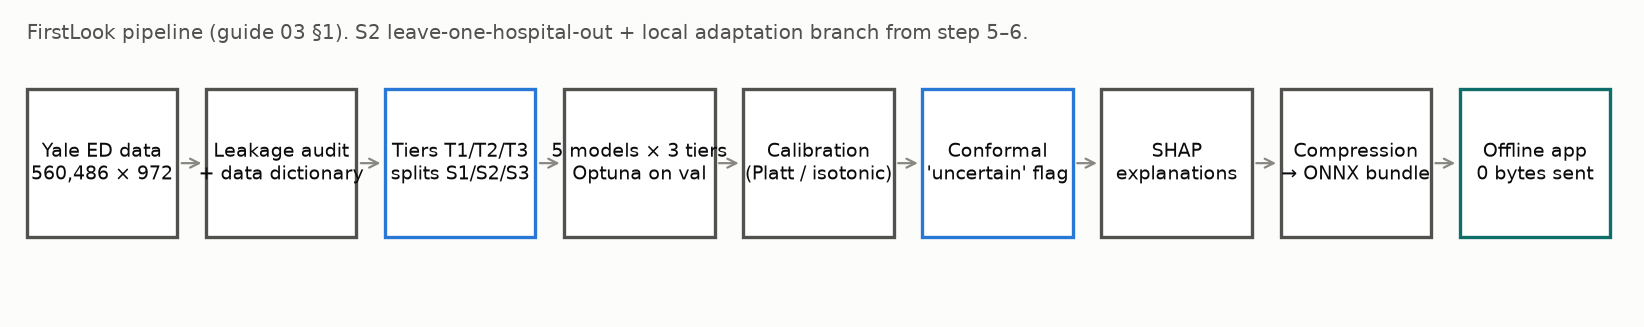 FirstLook pipeline (guide 03 §1). S2 leave-one-hospital-out + local adaptation branch from step 5–6.
Yale ED data
560,486 × 972
Leakage audit
+ data dictionary
Tiers T1/T2/T3
splits S1/S2/S3
5 models × 3 tiers
Optuna on val
Calibration
(Platt / isotonic)
Conformal
'uncertain' flag
SHAP
explanations
Compression
→ ONNX bundle
Offline app
0 bytes sent